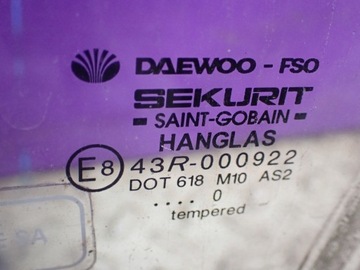 DAEWOO - FSO
SEKURIT
- SAINT-GOBAIN -
HANGLAS
E8 43R-000922
DOT 618 M10 AS2
.... 0
tempered